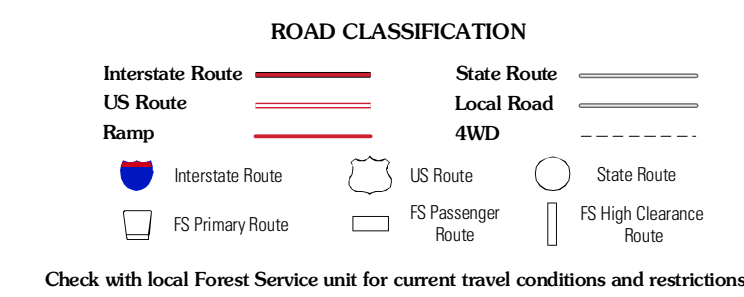 ROAD CLASSIFICATION
Interstate Route
State Route
US Route
Local Road
Ramp
4WD
Interstate Route
US Route
State Route
FS Primary Route
FS Passenger
Route
FS High Clearance
Route
Check with local Forest Service unit for current travel conditions and restrictions